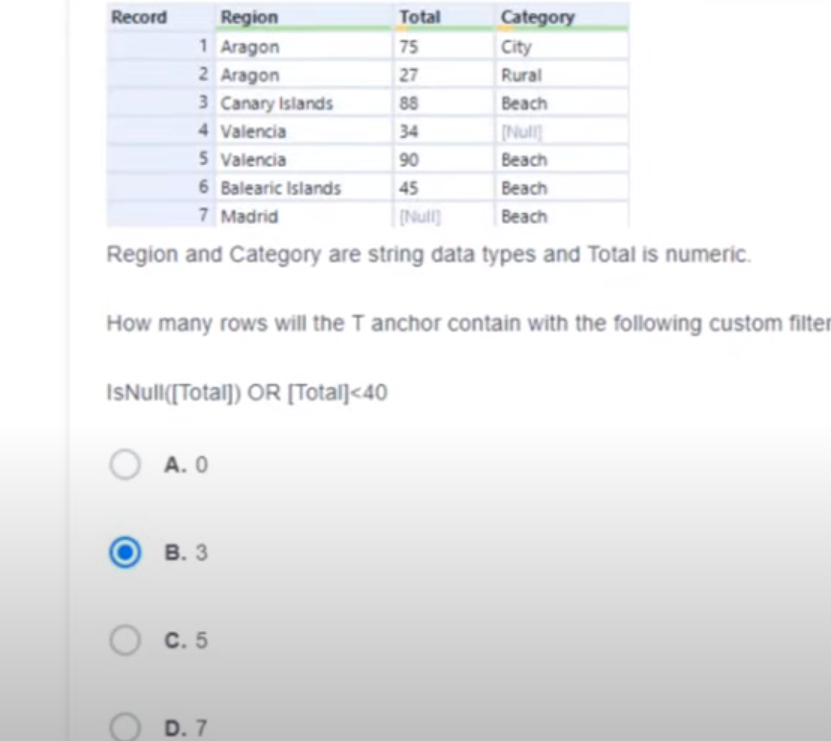 Record Region Total Category
1 Aragon 75 City
2 Aragon 27 Rural
3 Canary Islands 88 Beach
4 Valencia 34 [Null]
5 Valencia 90 Beach
6 Balearic Islands 45 Beach
7 Madrid [Null] Beach
Region and Category are string data types and Total is numeric.
How many rows will the T anchor contain with the following custom filter
IsNull([Total]) OR [Total]<40
A. 0
B. 3
C. 5
D. 7